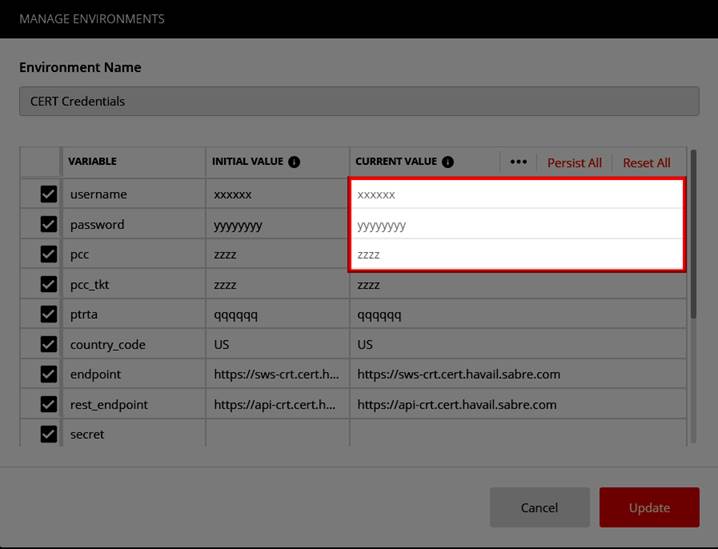 MANAGE ENVIRONMENTS
Environment Name
CERT Credentials
VARIABLE INITIAL VALUE i CURRENT VALUE i ••• Persist All Reset All
username xxxxxx xxxxxx
password yyyyyyyy yyyyyyyy
pcc zzzz zzzz
pcc_tkt zzzz zzzz
ptrta qqqqqq qqqqqq
country_code US US
endpoint https://sws-crt.cert.h... https://sws-crt.cert.havail.sabre.com
rest_endpoint https://api-crt.cert.h... https://api-crt.cert.havail.sabre.com
secret
Cancel Update